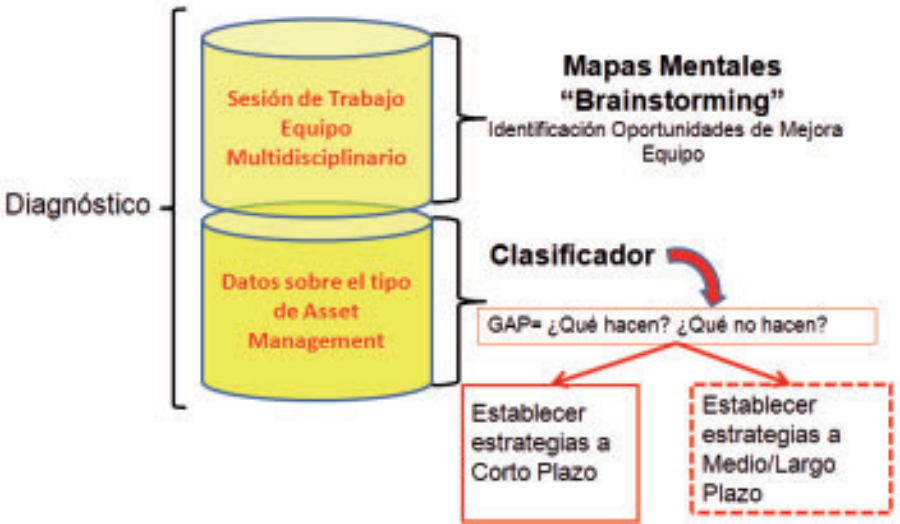 Diagnóstico
Sesión de Trabajo
Equipo
Multidisciplinario
Mapas Mentales
“Brainstorming”
Identificación Oportunidades de Mejora
Equipo
Datos sobre el tipo
de Asset
Management
Clasificador
GAP= ¿Qué hacen? ¿Qué no hacen?
Establecer
estrategias a
Corto Plazo
Establecer
estrategias a
Medio/Largo
Plazo